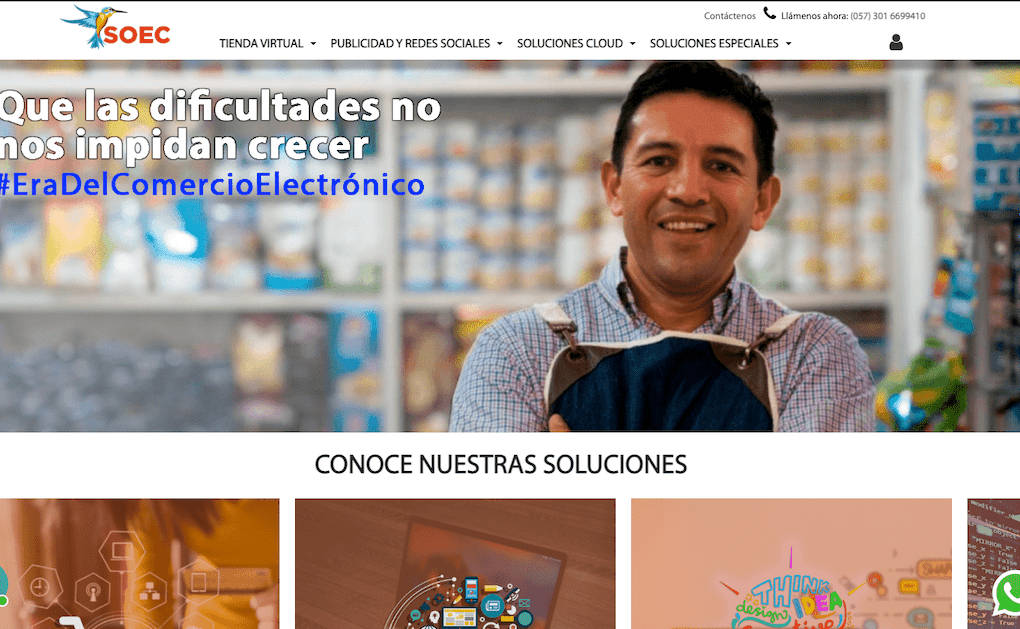 SOEC
Contáctenos Llámenos ahora: (057) 301 6699410
TIENDA VIRTUAL PUBLICIDAD Y REDES SOCIALES SOLUCIONES CLOUD SOLUCIONES ESPECIALES
Que las dificultades no
nos impidan crecer
#EraDelComercioElectrónico
CONOCE NUESTRAS SOLUCIONES
THINK
design IDEA
"MIRROR_X":